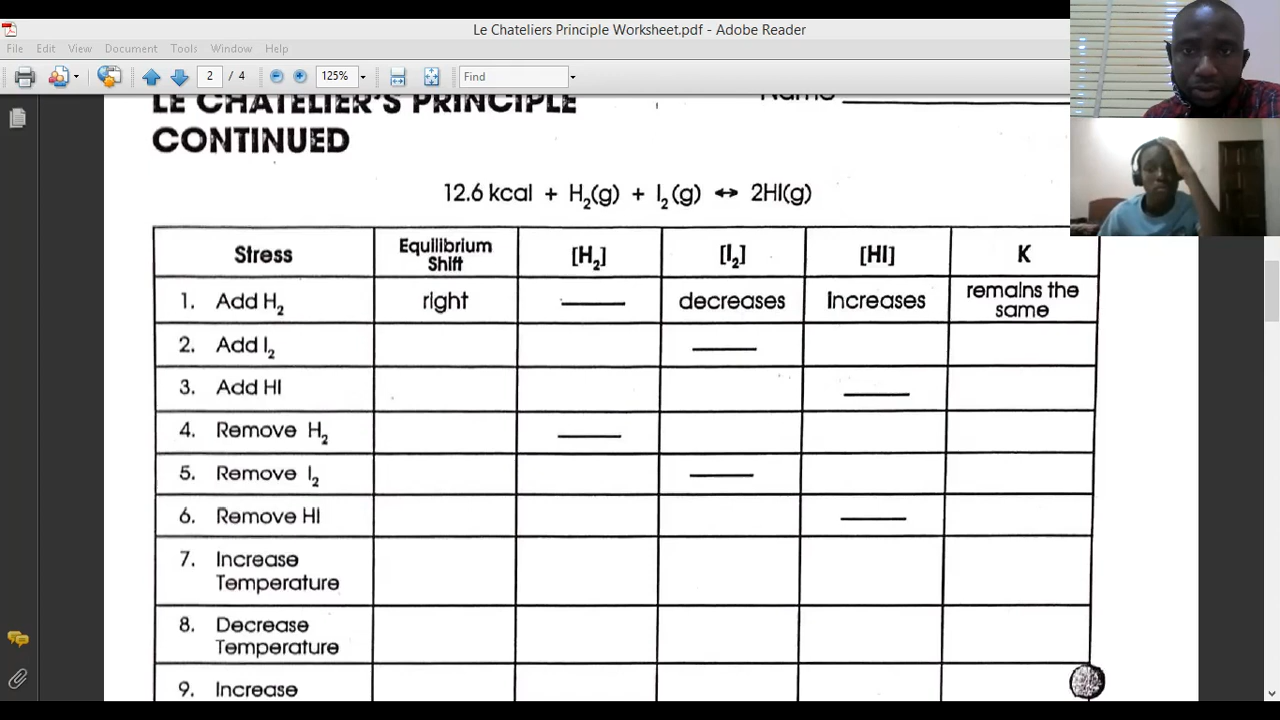 Le Chateliers Principle Worksheet.pdf - Adobe Reader
File Edit View Document Tools Window Help
2 / 4 125% Find
LE CHATELIER'S PRINCIPLE Name
CONTINUED
12.6 kcal + H₂(g) + I₂(g) ↔ 2HI(g)
Stress Equilibrium Shift [H₂] [I₂] [HI] K
1. Add H₂ right decreases Increases remains the same
2. Add I₂
3. Add HI
4. Remove H₂
5. Remove I₂
6. Remove HI
7. Increase
Temperature
8. Decrease
Temperature
9. Increase